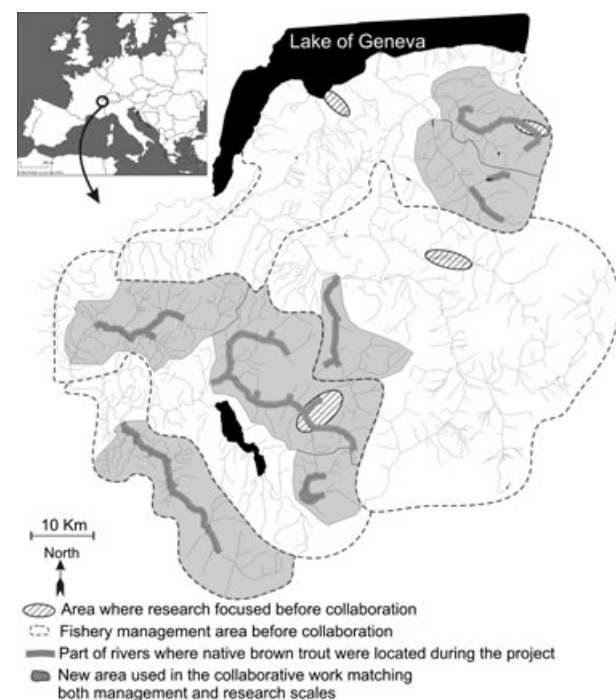 Lake of Geneva
10 Km
North
Area where research focused before collaboration
Fishery management area before collaboration
Part of rivers where native brown trout were located during the project
New area used in the collaborative work matching
both management and research scales